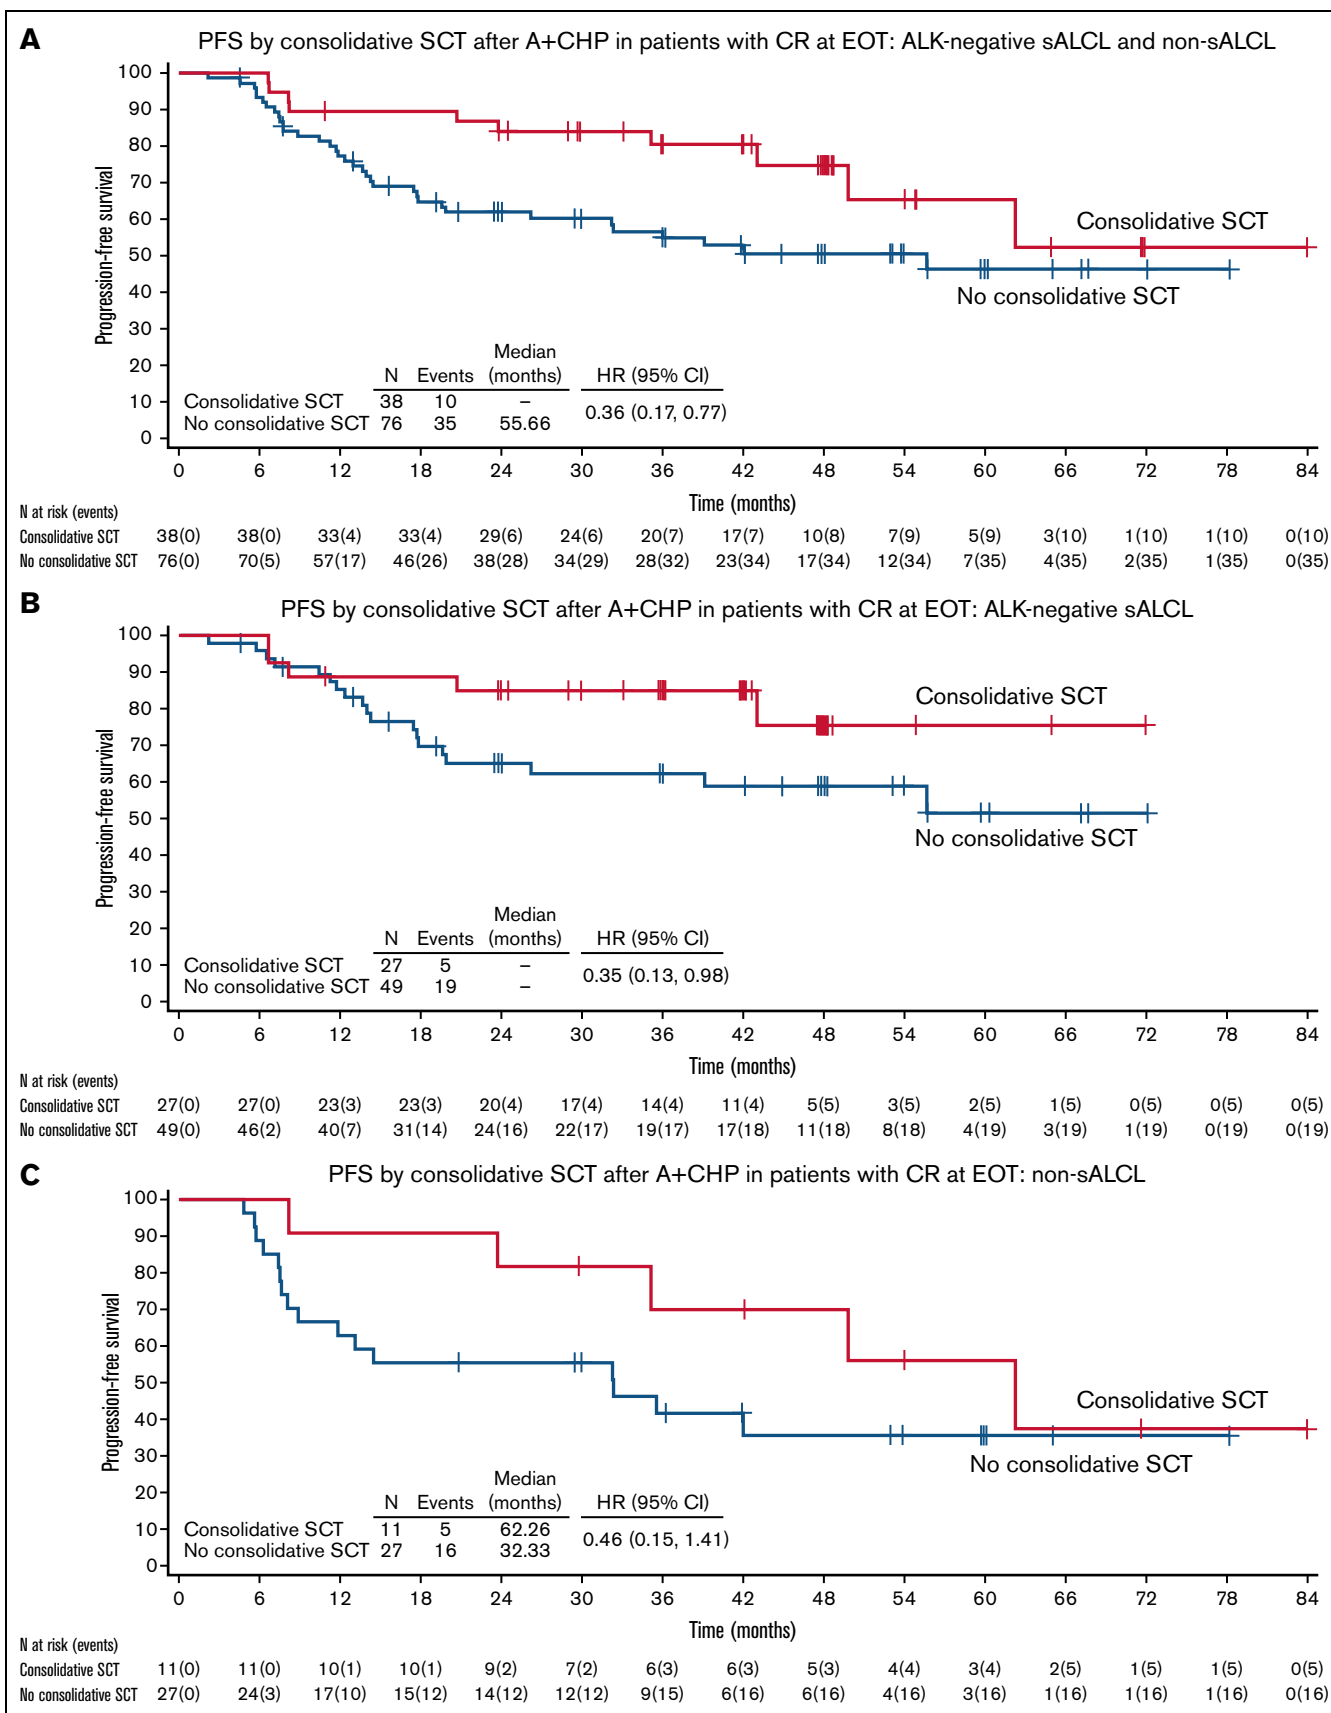 A
PFS by consolidative SCT after A+CHP in patients with CR at EOT: ALK-negative sALCL and non-sALCL
100
90
80
70
60
50
40
30
20
10
0
Progression-free survival
Consolidative SCT
No consolidative SCT
Median
N Events (months) HR (95% CI)
Consolidative SCT 38 10 – 0.36 (0.17, 0.77)
No consolidative SCT 76 35 55.66
0 6 12 18 24 30 36 42 48 54 60 66 72 78 84
Time (months)
N at risk (events)
Consolidative SCT 38(0) 38(0) 33(4) 33(4) 29(6) 24(6) 20(7) 17(7) 10(8) 7(9) 5(9) 3(10) 1(10) 1(10) 0(10)
No consolidative SCT 76(0) 70(5) 57(17) 46(26) 38(28) 34(29) 28(32) 23(34) 17(34) 12(34) 7(35) 4(35) 2(35) 1(35) 0(35)
B
PFS by consolidative SCT after A+CHP in patients with CR at EOT: ALK-negative sALCL
100
90
80
70
60
50
40
30
20
10
0
Progression-free survival
Consolidative SCT
No consolidative SCT
Median
N Events (months) HR (95% CI)
Consolidative SCT 27 5 – 0.35 (0.13, 0.98)
No consolidative SCT 49 19 –
0 6 12 18 24 30 36 42 48 54 60 66 72 78 84
Time (months)
N at risk (events)
Consolidative SCT 27(0) 27(0) 23(3) 23(3) 20(4) 17(4) 14(4) 11(4) 5(5) 3(5) 2(5) 1(5) 0(5) 0(5) 0(5)
No consolidative SCT 49(0) 46(2) 40(7) 31(14) 24(16) 22(17) 19(17) 17(18) 11(18) 8(18) 4(19) 3(19) 1(19) 0(19) 0(19)
C
PFS by consolidative SCT after A+CHP in patients with CR at EOT: non-sALCL
100
90
80
70
60
50
40
30
20
10
0
Progression-free survival
Consolidative SCT
No consolidative SCT
Median
N Events (months) HR (95% CI)
Consolidative SCT 11 5 62.26 0.46 (0.15, 1.41)
No consolidative SCT 27 16 32.33
0 6 12 18 24 30 36 42 48 54 60 66 72 78 84
Time (months)
N at risk (events)
Consolidative SCT 11(0) 11(0) 10(1) 10(1) 9(2) 7(2) 6(3) 6(3) 5(3) 4(4) 3(4) 2(5) 1(5) 1(5) 0(5)
No consolidative SCT 27(0) 24(3) 17(10) 15(12) 14(12) 12(12) 9(15) 6(16) 6(16) 4(16) 3(16) 1(16) 1(16) 1(16) 0(16)